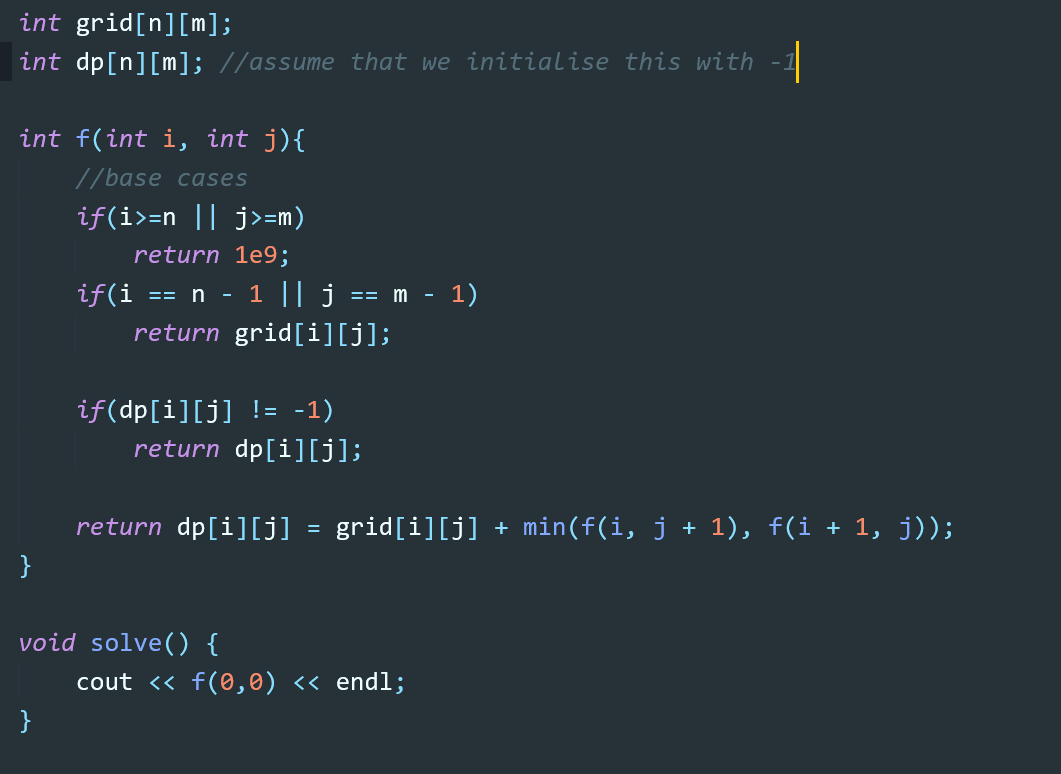 int grid[n][m];
int dp[n][m]; //assume that we initialise this with -1
int f(int i, int j){
//base cases
if(i>=n || j>=m)
return 1e9;
if(i == n - 1 || j == m - 1)
return grid[i][j];
if(dp[i][j] != -1)
return dp[i][j];
return dp[i][j] = grid[i][j] + min(f(i, j + 1), f(i + 1, j));
}
void solve() {
cout << f(0,0) << endl;
}